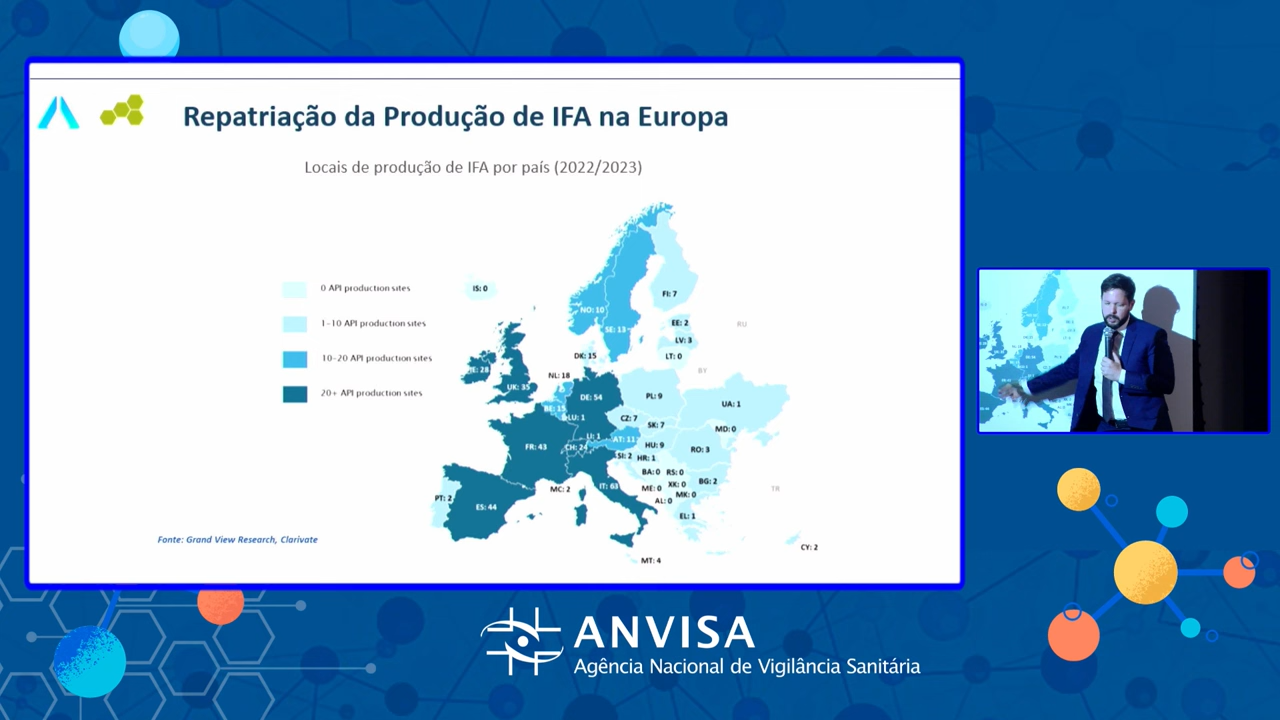 Repatriação da Produção de IFA na Europa
Locais de produção de IFA por país (2022/2023)
0 API production sites
1-10 API production sites
10-20 API production sites
20+ API production sites
IS: 0
FI: 7
NO: 10
SE: 13
EE: 2
RU
LV: 3
LT: 0
DK: 15
BY
IE: 28
NL: 18
UK: 35
DE: 54
PL: 9
UA: 1
BE: 15
LU: 1
CZ: 7
SK: 7
MD: 0
LI: 1
AT: 11
FR: 43
CH: 24
HU: 9
RO: 3
SI: 2
HR: 1
BA: 0
RS: 0
BG: 2
MC: 2
IT: 63
ME: 0
XK: 0
MK: 0
AL: 0
TR
PT: 2
ES: 44
EL: 1
CY: 2
MT: 4
Fonte: Grand View Research, Clarivate
ANVISA
Agência Nacional de Vigilância Sanitária